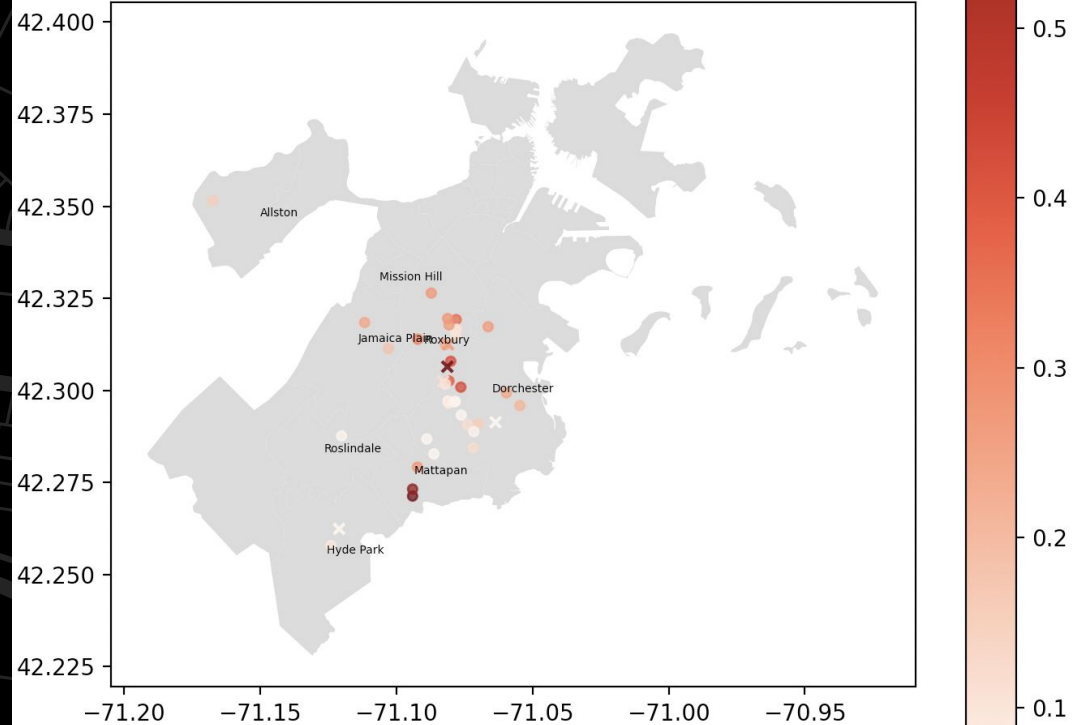 42.400
0.5
42.375
42.350
Allston
0.4
Mission Hill
42.325
Jamaica Plain
Roxbury
0.3
42.300
Dorchester
Roslindale
42.275
Mattapan
0.2
Hyde Park
42.250
42.225
0.1
−71.20 −71.15 −71.10 −71.05 −71.00 −70.95